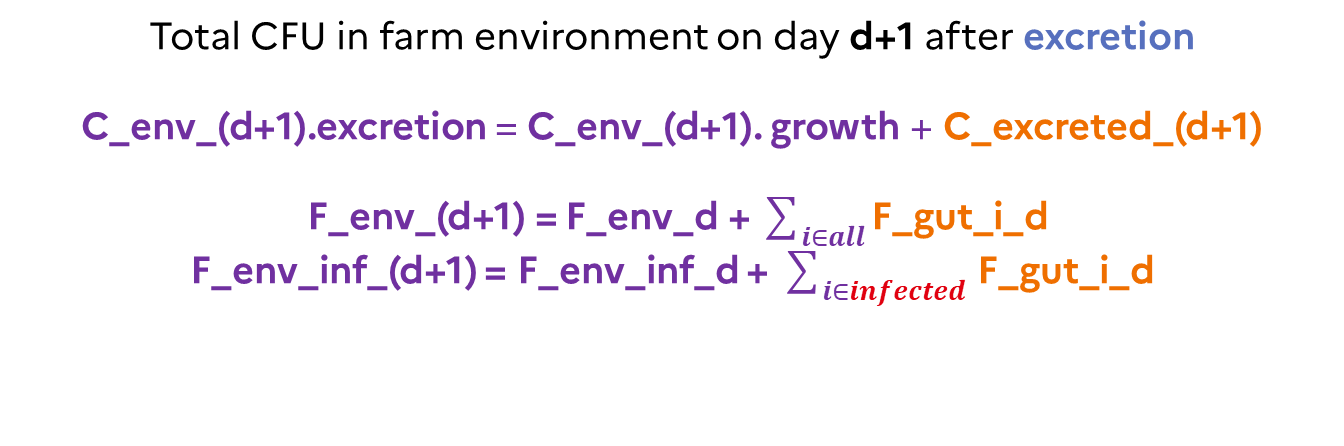 Total CFU in farm environment on day d+1 after excretion
C_env_(d+1).excretion = C_env_(d+1). growth + C_excreted_(d+1)
F_env_(d+1) = F_env_d + ∑i∈all F_gut_i_d
F_env_inf_(d+1) = F_env_inf_d + ∑i∈infected F_gut_i_d